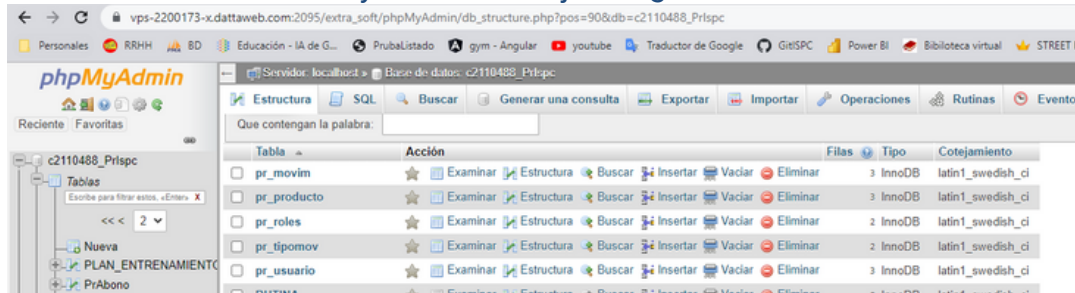 vps-2200173-x.dattaweb.com:2095/extra_soft/phpMyAdmin/db_structure.php?pos=90&db=c2110488_PrIspc
Personales RRHH BD Educación - IA de G... PrubaListado gym - Angular youtube Traductor de Google GitISPC Power BI Biblioteca virtual STREET
phpMyAdmin
Reciente Favoritas
c2110488_PrIspc
Tablas
Escribe para filtrar estos, «Enter» X
<< < 2
Nueva
PLAN_ENTRENAMIENTO
PrAbono
Servidor: localhost » Base de datos: c2110488_PrIspc
Estructura SQL Buscar Generar una consulta Exportar Importar Operaciones Rutinas Evento
Que contengan la palabra:
Tabla Acción Filas Tipo Cotejamiento
pr_movim Examinar Estructura Buscar Insertar Vaciar Eliminar 3 InnoDB latin1_swedish_ci
pr_producto Examinar Estructura Buscar Insertar Vaciar Eliminar 3 InnoDB latin1_swedish_ci
pr_roles Examinar Estructura Buscar Insertar Vaciar Eliminar 2 InnoDB latin1_swedish_ci
pr_tipomov Examinar Estructura Buscar Insertar Vaciar Eliminar 2 InnoDB latin1_swedish_ci
pr_usuario Examinar Estructura Buscar Insertar Vaciar Eliminar 3 InnoDB latin1_swedish_ci